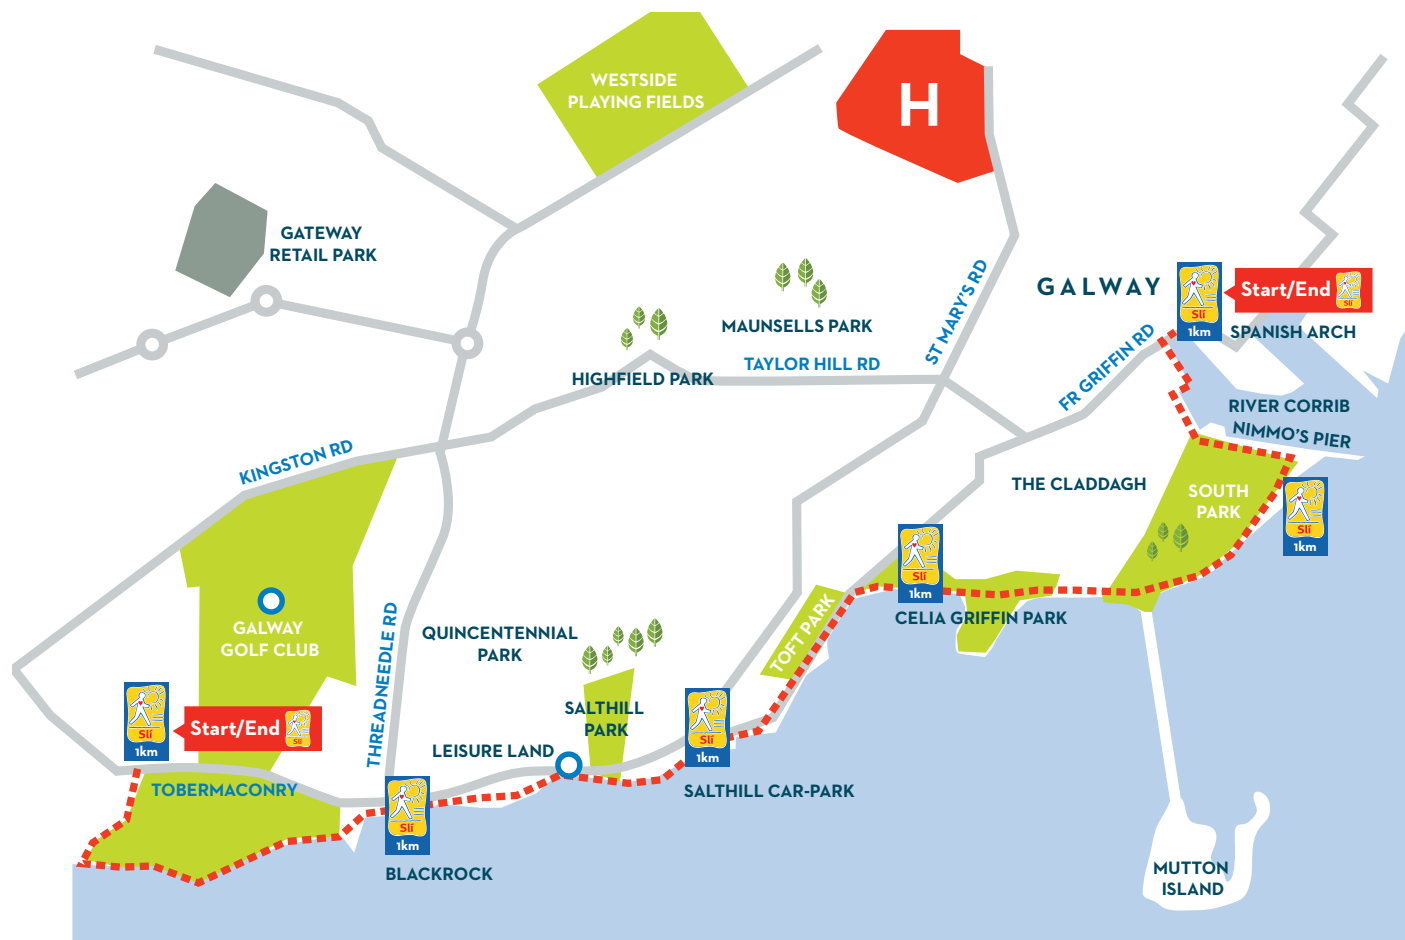 WESTSIDE
PLAYING FIELDS
H
GATEWAY
RETAIL PARK
MAUNSELLS PARK
ST MARY'S RD
GALWAY
Start/End
Slí
Slí
1km
SPANISH ARCH
HIGHFIELD PARK
TAYLOR HILL RD
FR GRIFFIN RD
RIVER CORRIB
NIMMO'S PIER
KINGSTON RD
THE CLADDAGH
SOUTH
PARK
Slí
1km
Slí
1km
CELIA GRIFFIN PARK
TOFT PARK
GALWAY
GOLF CLUB
THREADNEEDLE RD
QUINCENTENNIAL
PARK
SALTHILL
PARK
LEISURE LAND
Slí
1km
SALTHILL CAR-PARK
Slí
1km
Start/End
Slí
TOBERMACONRY
Slí
1km
BLACKROCK
MUTTON
ISLAND